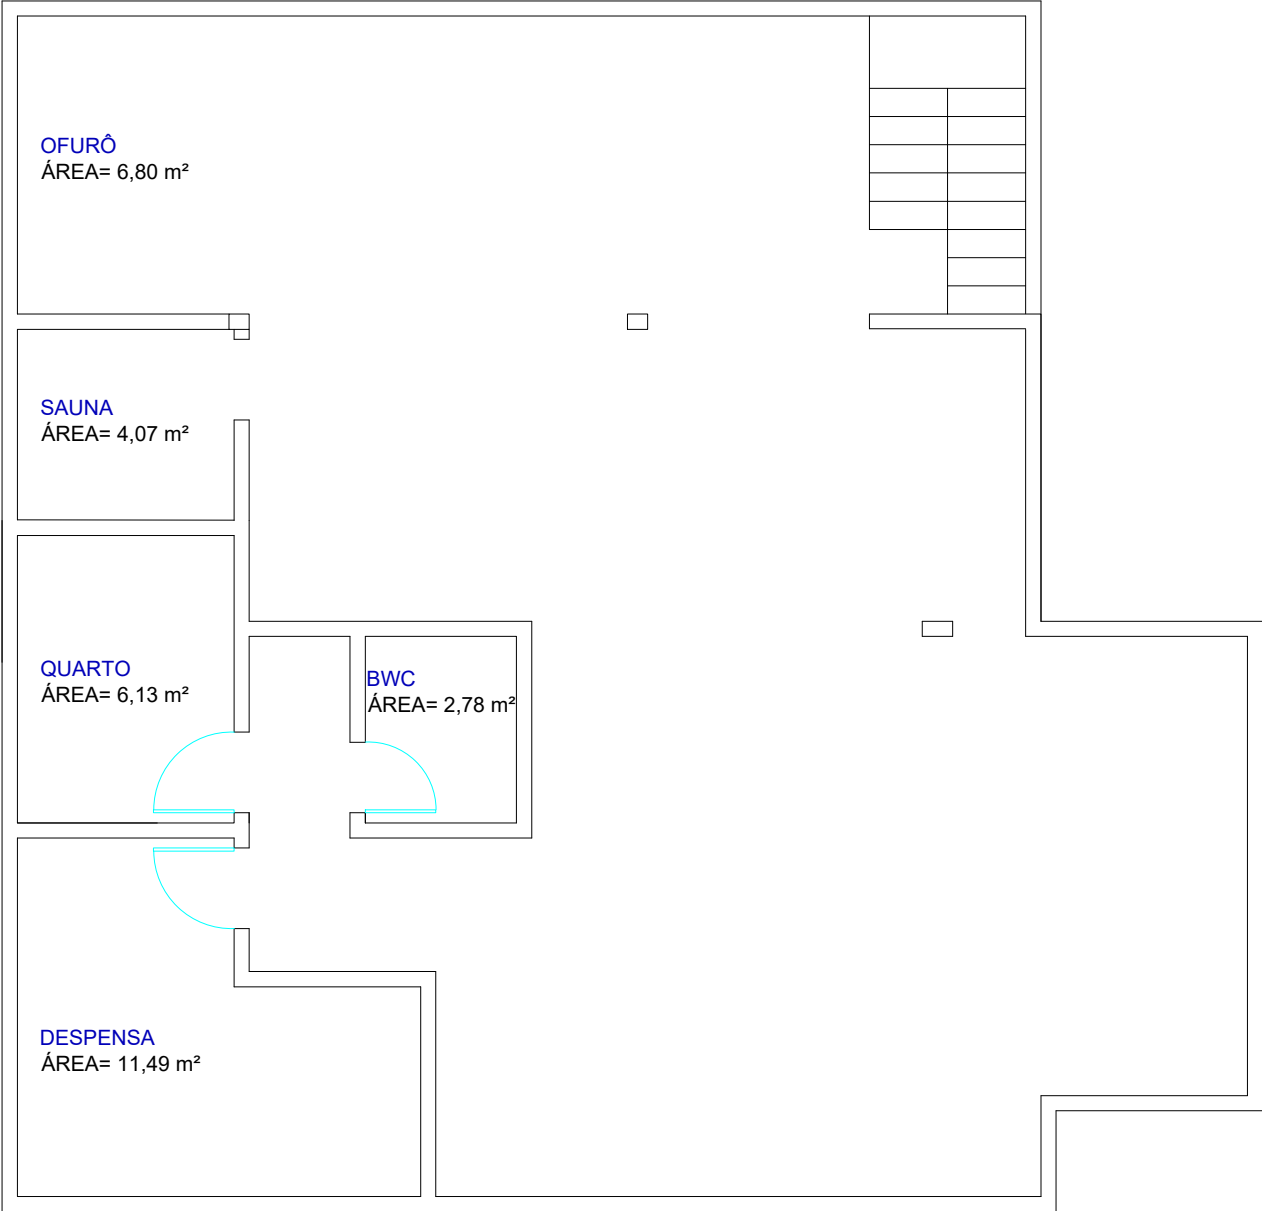 OFURÔ
ÁREA= 6,80 m²
SAUNA
ÁREA= 4,07 m²
QUARTO
ÁREA= 6,13 m²
BWC
ÁREA= 2,78 m²
DESPENSA
ÁREA= 11,49 m²